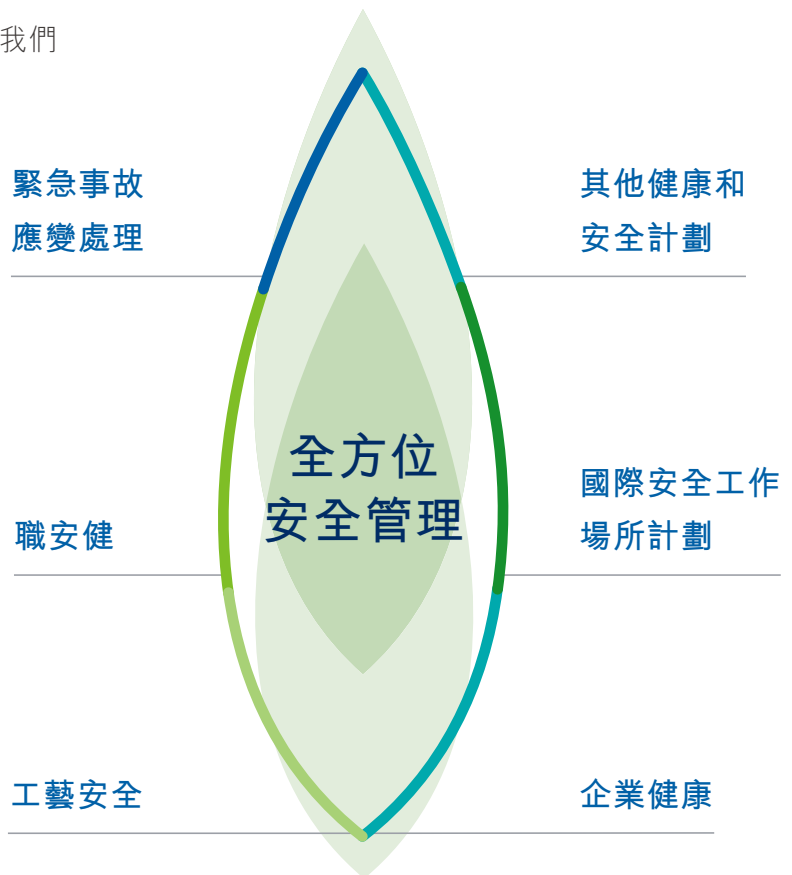 我們
緊急事故
應變處理
其他健康和
安全計劃
全方位
安全管理
職安健
國際安全工作
場所計劃
工藝安全
企業健康